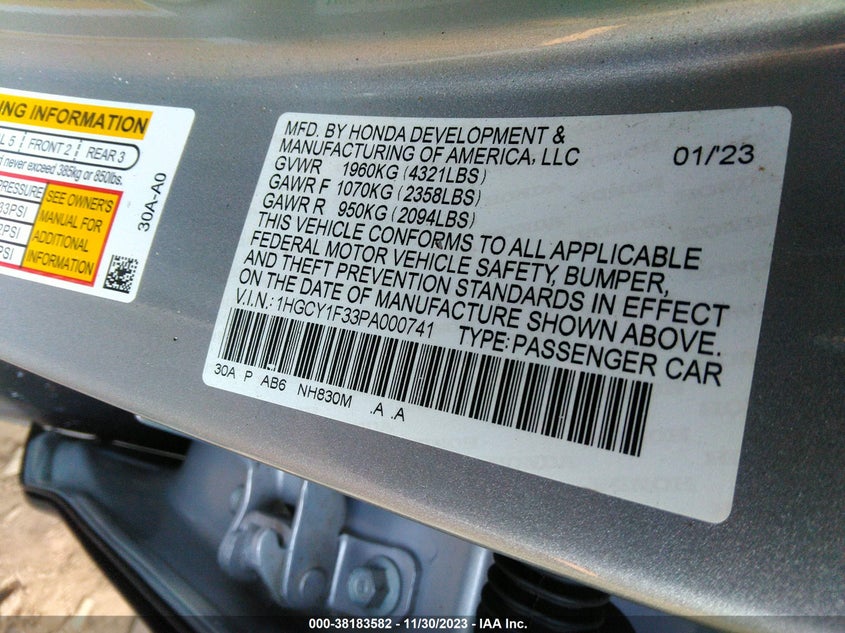 NG INFORMATION
L 5 | FRONT 2 | REAR 3
never exceed 385kg or 850lbs.
PRESSURE
33PSI
2PSI
PSI
SEE OWNER'S
MANUAL FOR
ADDITIONAL
INFORMATION
30A-A0
MFD. BY HONDA DEVELOPMENT &
MANUFACTURING OF AMERICA, LLC 01/'23
GVWR 1960KG (4321LBS)
GAWR F 1070KG (2358LBS)
GAWR R 950KG (2094LBS)
THIS VEHICLE CONFORMS TO ALL APPLICABLE
FEDERAL MOTOR VEHICLE SAFETY, BUMPER,
AND THEFT PREVENTION STANDARDS IN EFFECT
ON THE DATE OF MANUFACTURE SHOWN ABOVE.
V.I.N.: 1HGCY1F33PA000741 TYPE: PASSENGER CAR
30A P AB6 NH830M .A .A
000-38183582 - 11/30/2023 - IAA Inc.